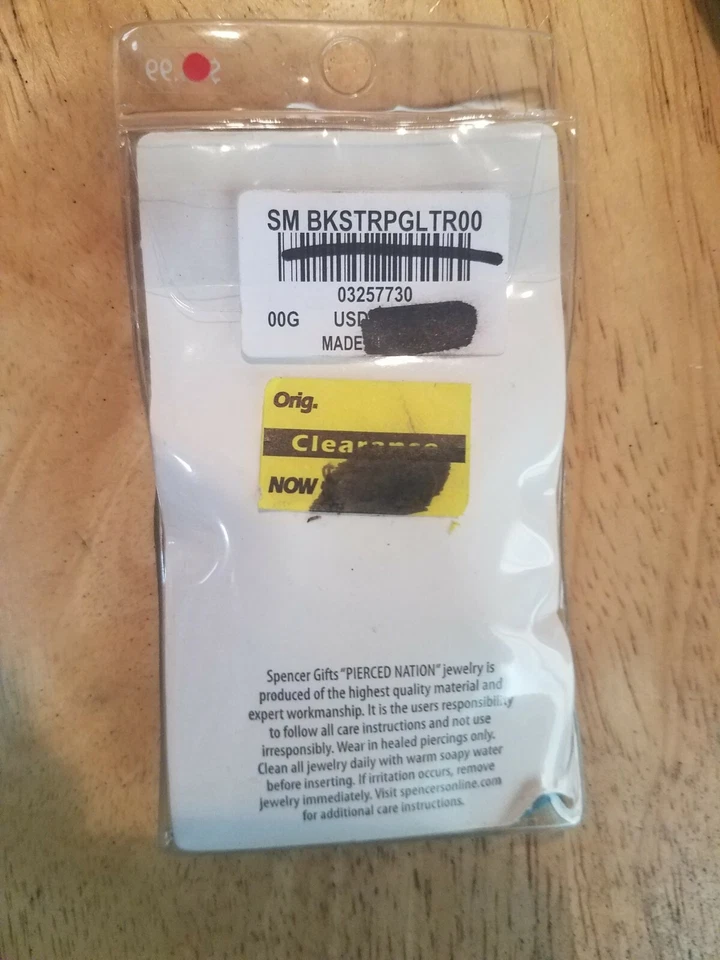 SM BKSTRPGLTR00
03257730
00G USD
MADE
Orig.
Clearance
NOW
Spencer Gifts "PIERCED NATION" jewelry is
produced of the highest quality material and
expert workmanship. It is the users responsibility
to follow all care instructions and not use
irresponsibly. Wear in healed piercings only.
Clean all jewelry daily with warm soapy water
before inserting. If irritation occurs, remove
jewelry immediately. Visit spencersonline.com
for additional care instructions.